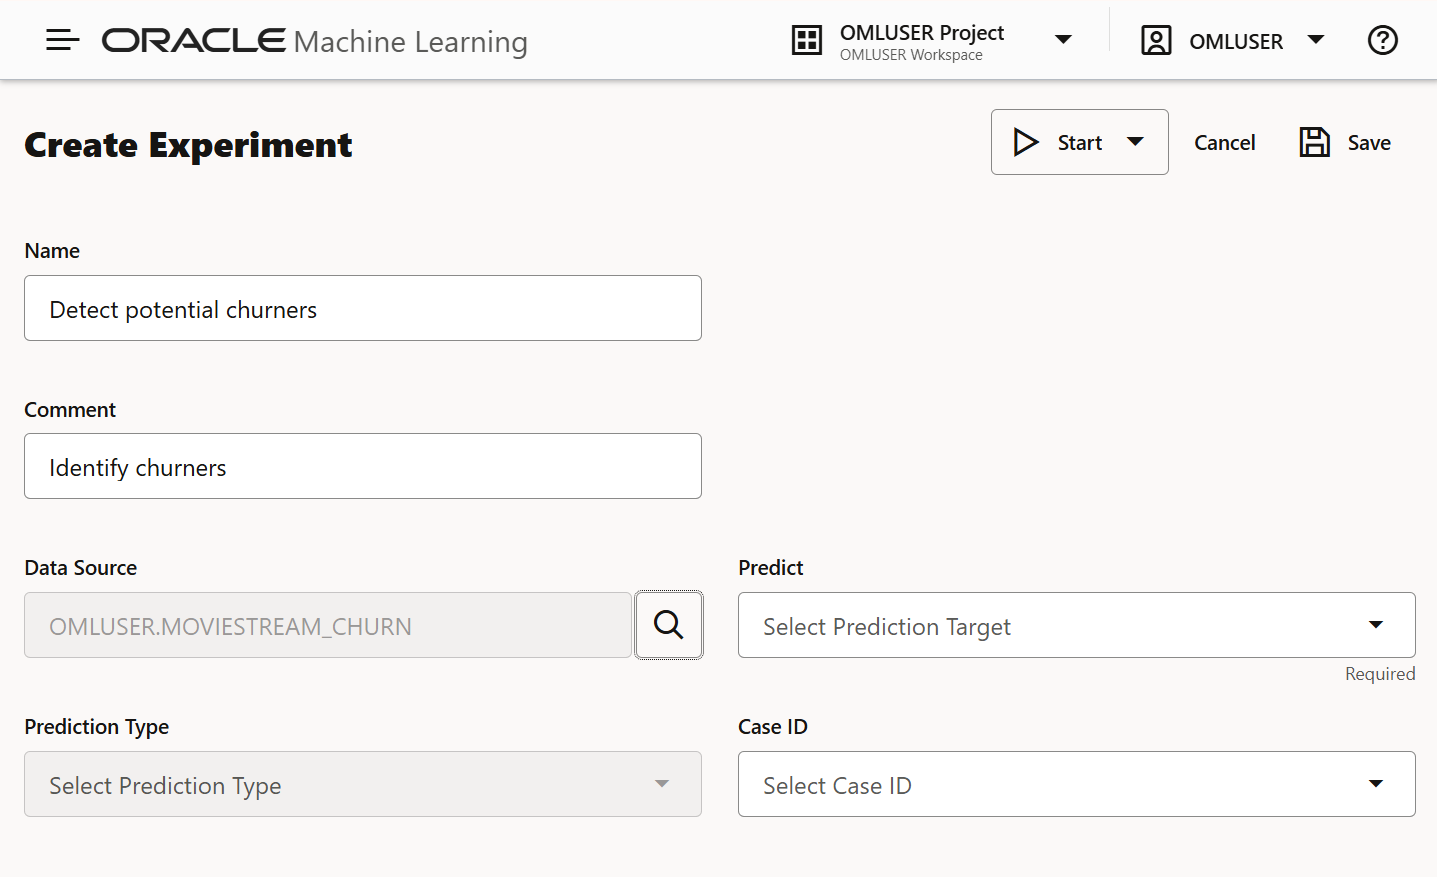 ORACLE Machine Learning
OMLUSER Project
OMLUSER Workspace
OMLUSER
Create Experiment
Start
Cancel
Save
Name
Detect potential churners
Comment
Identify churners
Data Source
OMLUSER.MOVIESTREAM_CHURN
Predict
Select Prediction Target
Required
Prediction Type
Select Prediction Type
Case ID
Select Case ID